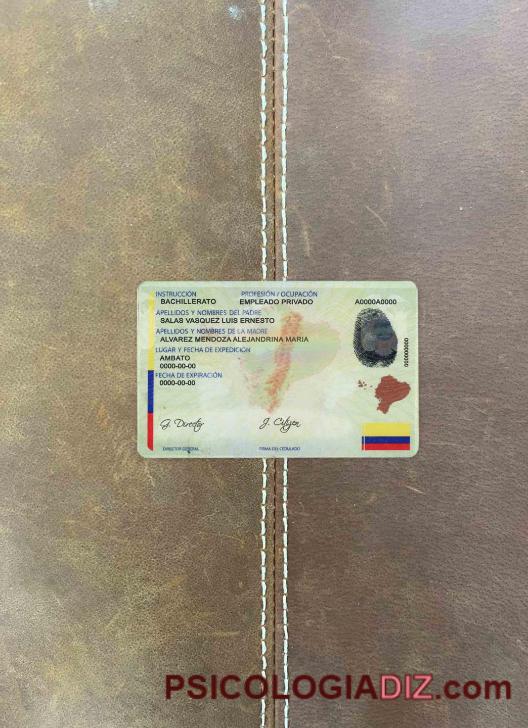 INSTRUCCIÓN PROFESIÓN / OCUPACIÓN
BACHILLERATO EMPLEADO PRIVADO A0000A0000
APELLIDOS Y NOMBRES DEL PADRE
SALAS VASQUEZ LUIS ERNESTO
APELLIDOS Y NOMBRES DE LA MADRE
ALVAREZ MENDOZA ALEJANDRINA MARIA
LUGAR Y FECHA DE EXPEDICIÓN
AMBATO
0000-00-00
FECHA DE EXPIRACIÓN
0000-00-00
000000000
G. Director J. Citizen
DIRECTOR GENERAL FIRMA DEL CEDULADO
PSICOLOGIADIZ.com